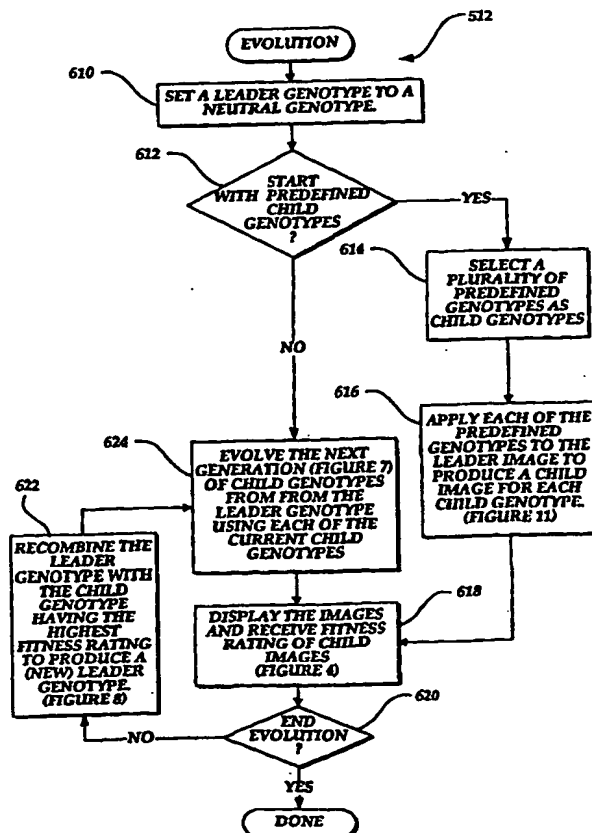 EVOLUTION
512
610
SET A LEADER GENOTYPE TO A
NEUTRAL GENOTYPE.
612
START
WITH PREDEFINED
CHILD
GENOTYPES
?
YES
614
SELECT A
PLURALITY OF
PREDEFINED
GENOTYPES AS
CHILD GENOTYPES
NO
616
APPLY EACH OF THE
PREDEFINED
GENOTYPES TO THE
LEADER IMAGE TO
PRODUCE A CHILD
IMAGE FOR EACH
CHILD GENOTYPE.
(FIGURE 11)
624
EVOLVE THE NEXT
GENERATION (FIGURE 7)
OF CHILD GENOTYPES
FROM FROM THE
LEADER GENOTYPE
USING EACH OF THE
CURRENT CHILD
GENOTYPES
622
RECOMBINE THE
LEADER
GENOTYPE WITH
THE CHILD
GENOTYPE
HAVING THE
HIGHEST
FITNESS RATING
TO PRODUCE A
(NEW) LEADER
GENOTYPE.
(FIGURE 8)
618
DISPLAY THE IMAGES
AND RECEIVE FITNESS
RATING OF CHILD
IMAGES
(FIGURE 4)
620
END
EVOLUTION
?
NO
YES
DONE